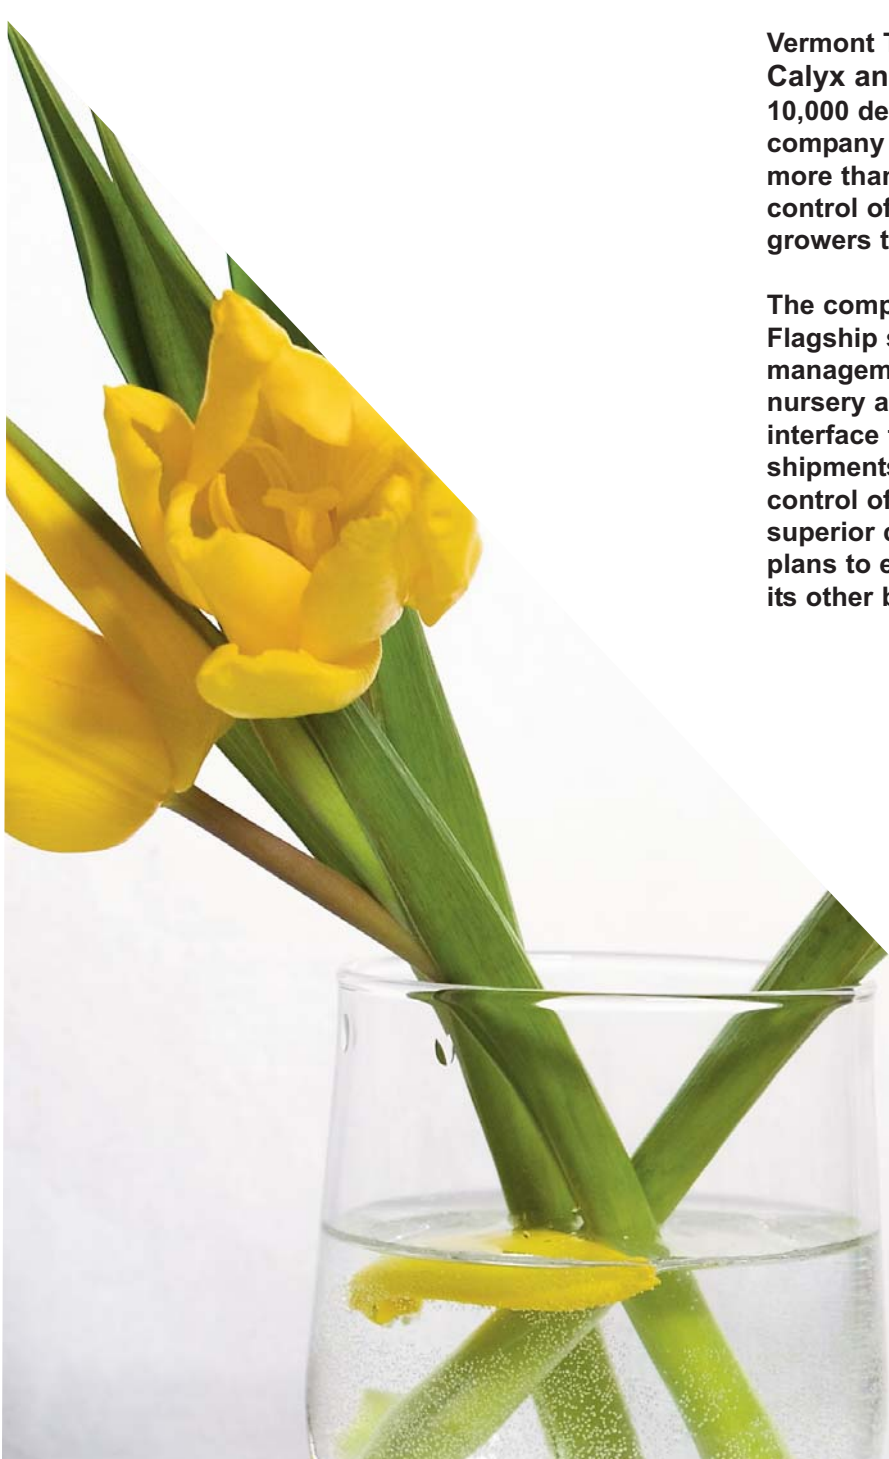 Vermont
Calyx an
10,000 de
company
more than
control of
growers t
The comp
Flagship s
managem
nursery a
interface
shipments
control of
superior c
plans to e
its other b